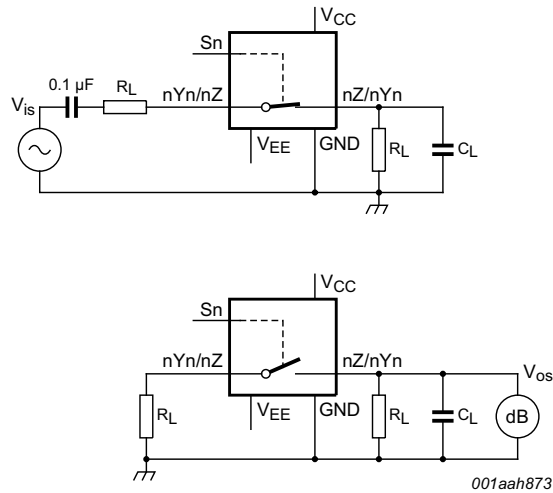 VCC
Sn
0.1 µF
RL
Vis
nYn/nZ
nZ/nYn
RL
CL
VEE
GND
VCC
Sn
nYn/nZ
nZ/nYn
Vos
RL
VEE
GND
RL
CL
dB
001aah873